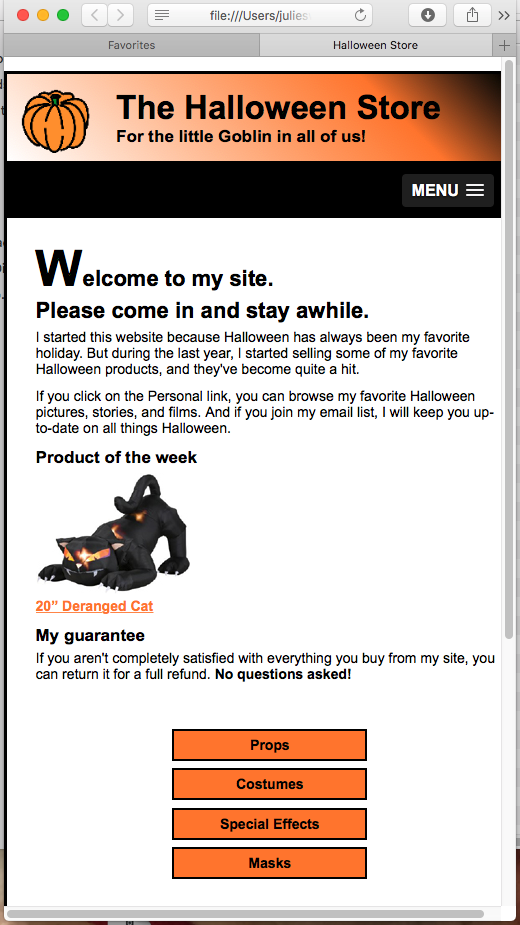 file:///Users/julies
Favorites
Halloween Store
The Halloween Store
For the little Goblin in all of us!
MENU
Welcome to my site.
Please come in and stay awhile.
I started this website because Halloween has always been my favorite
holiday. But during the last year, I started selling some of my favorite
Halloween products, and they've become quite a hit.
If you click on the Personal link, you can browse my favorite Halloween
pictures, stories, and films. And if you join my email list, I will keep you up-
to-date on all things Halloween.
Product of the week
20” Deranged Cat
My guarantee
If you aren't completely satisfied with everything you buy from my site, you
can return it for a full refund. No questions asked!
Props
Costumes
Special Effects
Masks